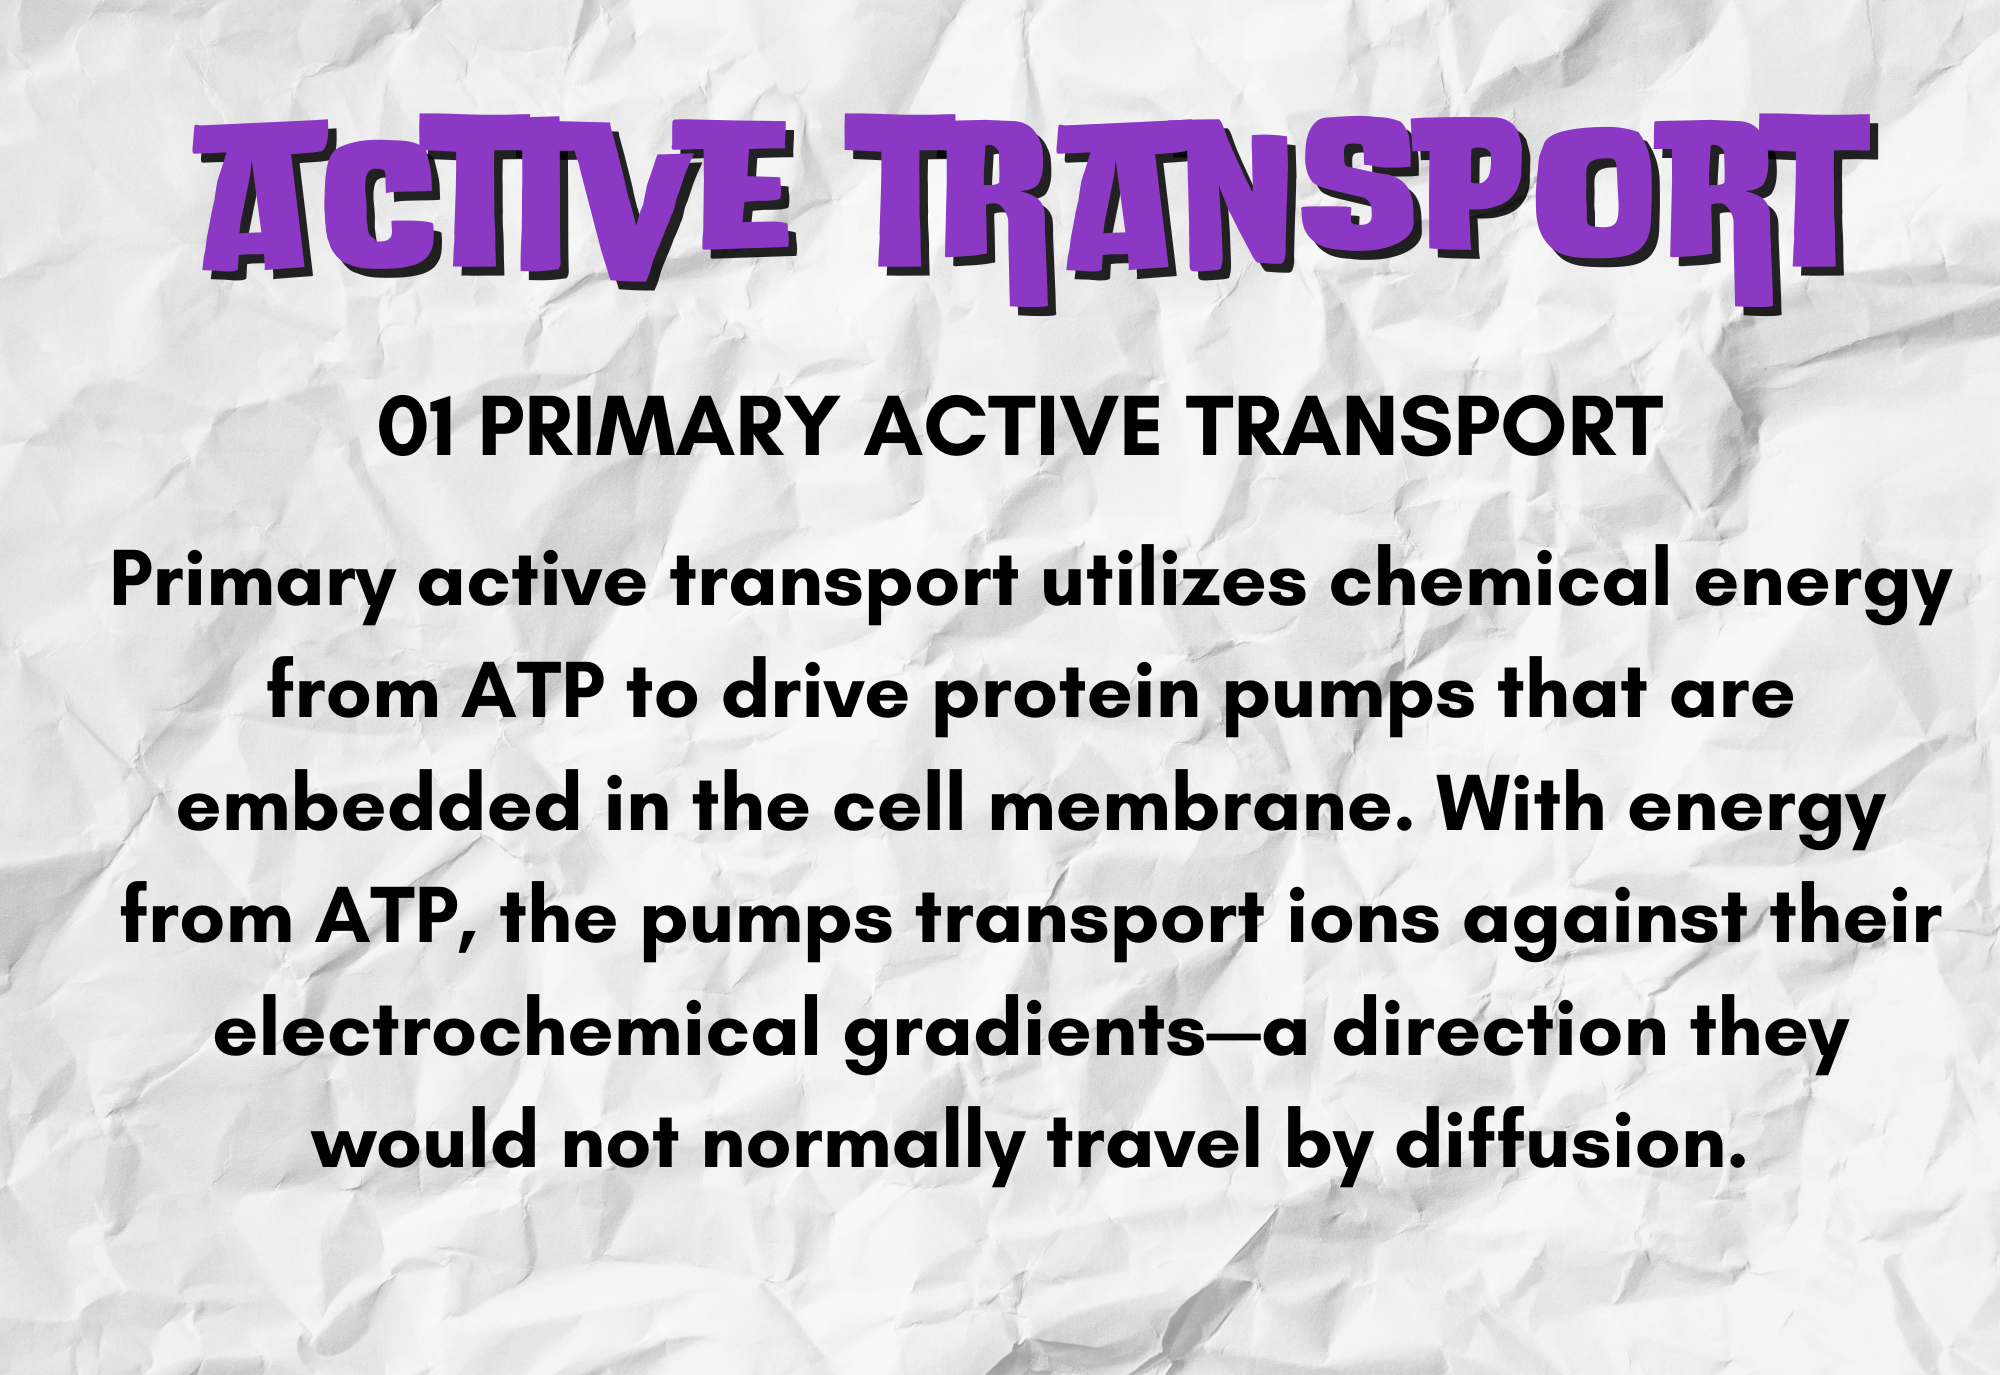 ACTIVE TRANSPORT
01 PRIMARY ACTIVE TRANSPORT
Primary active transport utilizes chemical energy
from ATP to drive protein pumps that are
embedded in the cell membrane. With energy
from ATP, the pumps transport ions against their
electrochemical gradients—a direction they
would not normally travel by diffusion.